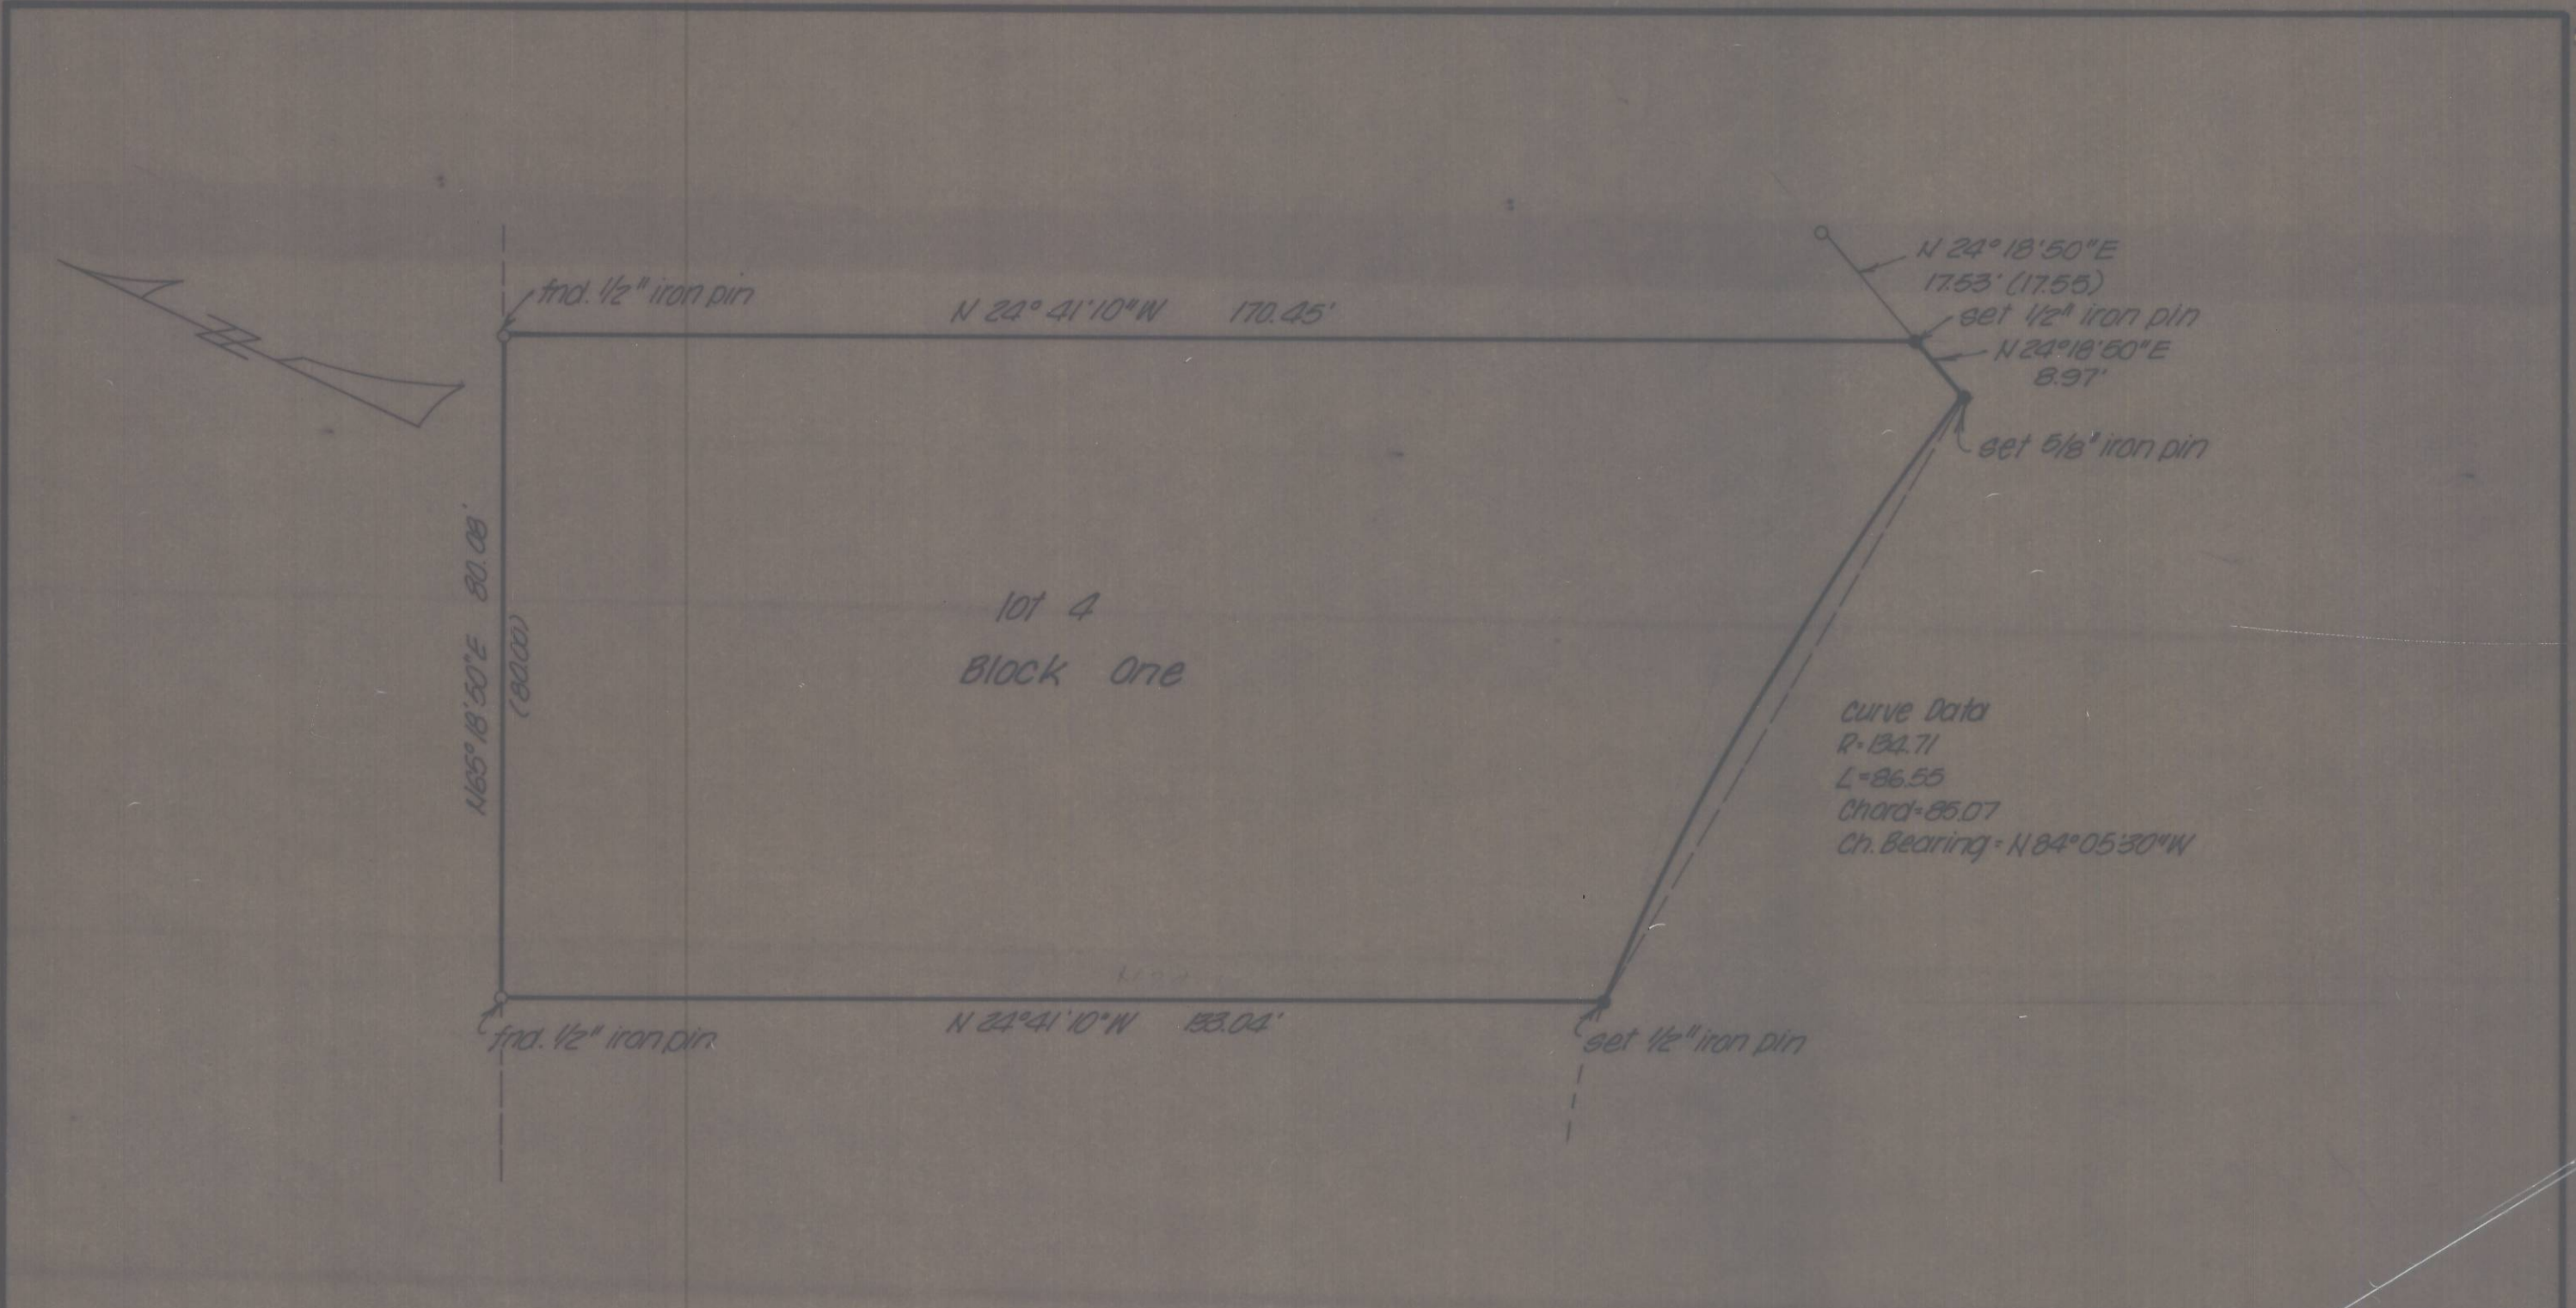 N 24° 18' 50" E
17.53' (17.55)
fnd. 1/2" iron pin
N 24° 41' 10" W 170.45'
set 1/2" iron pin
N 24° 18' 50" E
8.97'
set 5/8" iron pin
N 65° 18' 50" E 80.08'
(80.00)
lot 4
Block One
Curve Data
R=134.71
L=86.55
Chord=85.07
Ch. Bearing = N 84° 05' 30" W
fnd. 1/2" iron pin
N 24° 41' 10" W 133.04'
set 1/2" iron pin